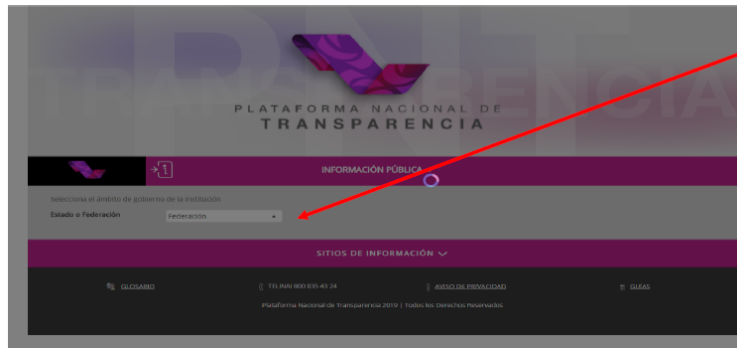 PNT
TRANSPARENCIA
PLATAFORMA NACIONAL DE
TRANSPARENCIA
INFORMACIÓN PÚBLICA
Selecciona el ámbito de gobierno de la institución
Estado o Federación
Federación
SITIOS DE INFORMACIÓN
GLOSARIO
TELINAI 800 835 43 24
AVISO DE PRIVACIDAD
GUÍAS
Plataforma Nacional de Transparencia 2019 | Todos los Derechos Reservados